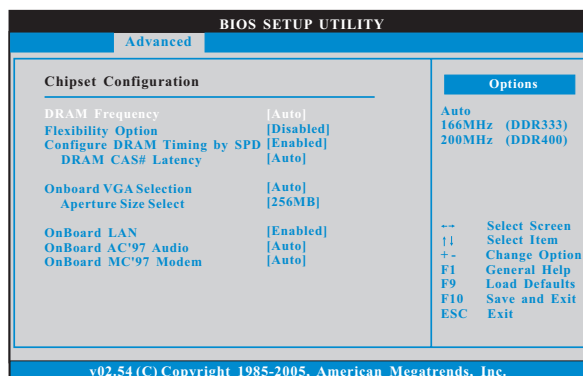 BIOS SETUP UTILITY
Advanced
Chipset Configuration
DRAM Frequency [Auto]
Flexibility Option [Disabled]
Configure DRAM Timing by SPD [Enabled]
DRAM CAS# Latency [Auto]
Onboard VGA Selection [Auto]
Aperture Size Select [256MB]
OnBoard LAN [Enabled]
OnBoard AC'97 Audio [Auto]
OnBoard MC'97 Modem [Auto]
Options
Auto
166MHz (DDR333)
200MHz (DDR400)
←→ Select Screen
↑↓ Select Item
+- Change Option
F1 General Help
F9 Load Defaults
F10 Save and Exit
ESC Exit
v02.54 (C) Copyright 1985-2005, American Megatrends, Inc.